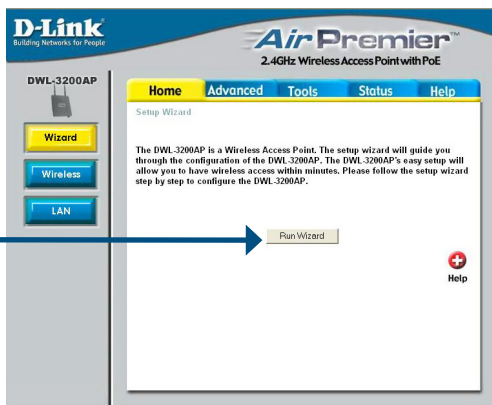 D-Link
Building Networks for People
Air Premier™
2.4GHz Wireless Access Point with PoE
DWL-3200AP
Home Advanced Tools Status Help
Wizard
Wireless
LAN
Setup Wizard
The DWL-3200AP is a Wireless Access Point. The setup wizard will guide you
through the configuration of the DWL-3200AP. The DWL-3200AP's easy setup will
allow you to have wireless access within minutes. Please follow the setup wizard
step by step to configure the DWL-3200AP.
Run Wizard
Help